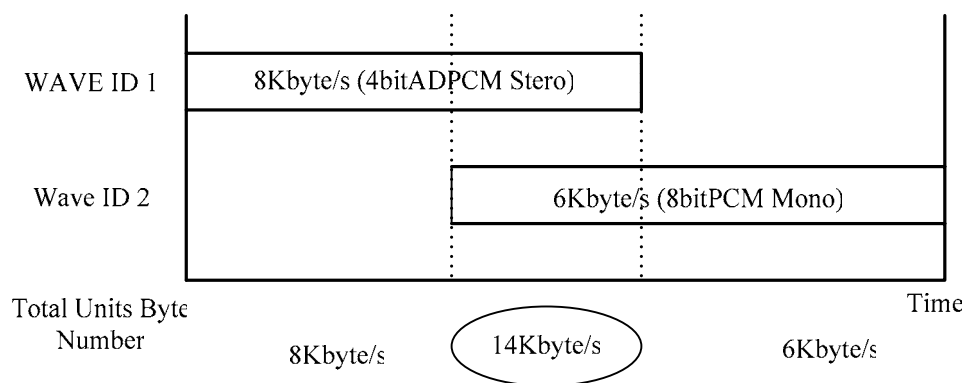 WAVE ID 1
8Kbyte/s (4bitADPCM Stero)
Wave ID 2
6Kbyte/s (8bitPCM Mono)
Total Units Byte
Number
Time
8Kbyte/s
14Kbyte/s
6Kbyte/s